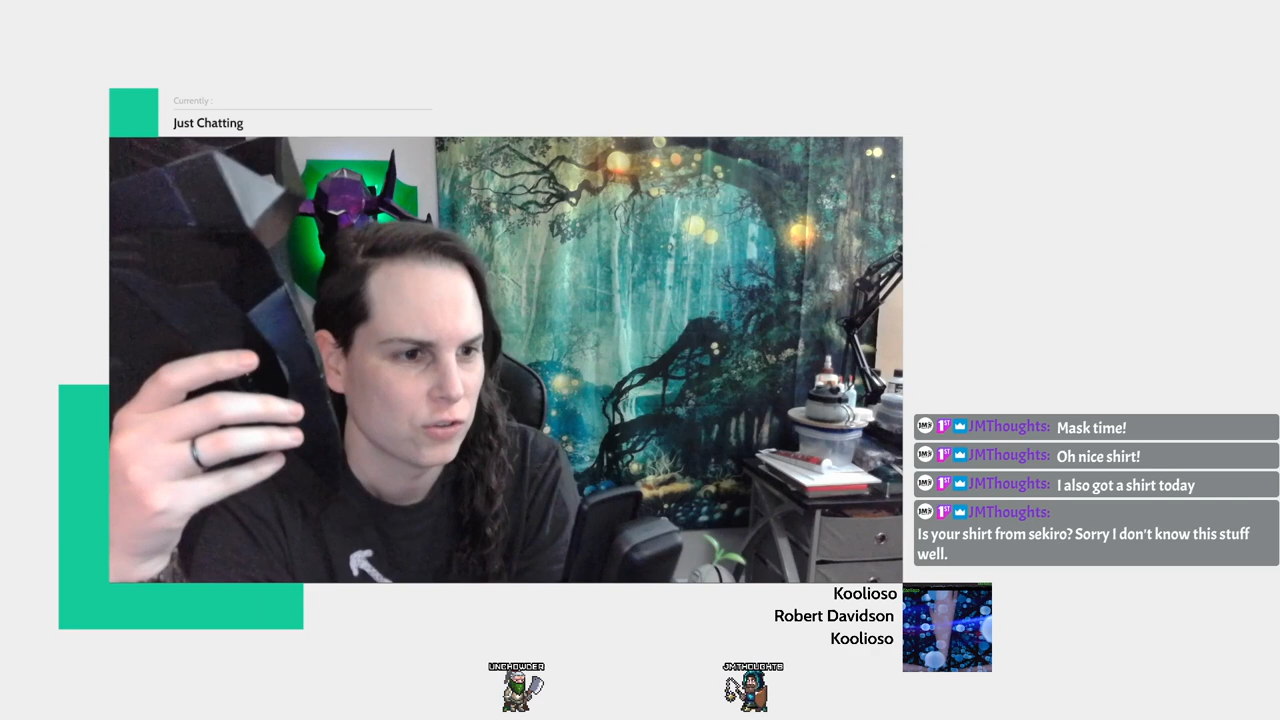 Currently :
Just Chatting
JMThoughts: Mask time!
JMThoughts: Oh nice shirt!
JMThoughts: I also got a shirt today
JMThoughts:
Is your shirt from sekiro? Sorry I don't know this stuff
well.
Koolioso
Robert Davidson
Koolioso
UNCHOWDER
JMTHOUGHTS